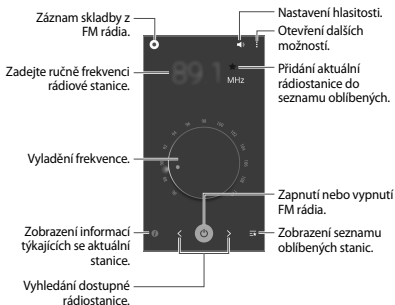 Záznam skladby z
FM rádia.
Nastavení hlasitosti.
Otevření dalších
možností.
Zadejte ručně frekvenci
rádiové stanice.
89.1
MHz
Přidání aktuální
rádiostanice do
seznamu oblíbených.
Vyladění frekvence.
Zapnutí nebo vypnutí
FM rádia.
Zobrazení informací
týkajících se aktuální
stanice.
Zobrazení seznamu
oblíbených stanic.
Vyhledání dostupné
rádiostanice.